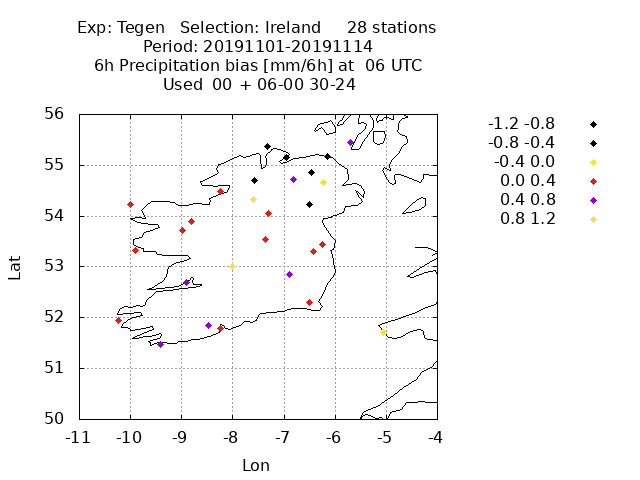 Exp: Tegen Selection: Ireland 28 stations
Period: 20191101-20191114
6h Precipitation bias [mm/6h] at 06 UTC
Used 00 + 06-00 30-24
56
55
54
53
52
51
50
-11 -10 -9 -8 -7 -6 -5 -4
Lat
Lon
-1.2 -0.8
-0.8 -0.4
-0.4 0.0
0.0 0.4
0.4 0.8
0.8 1.2